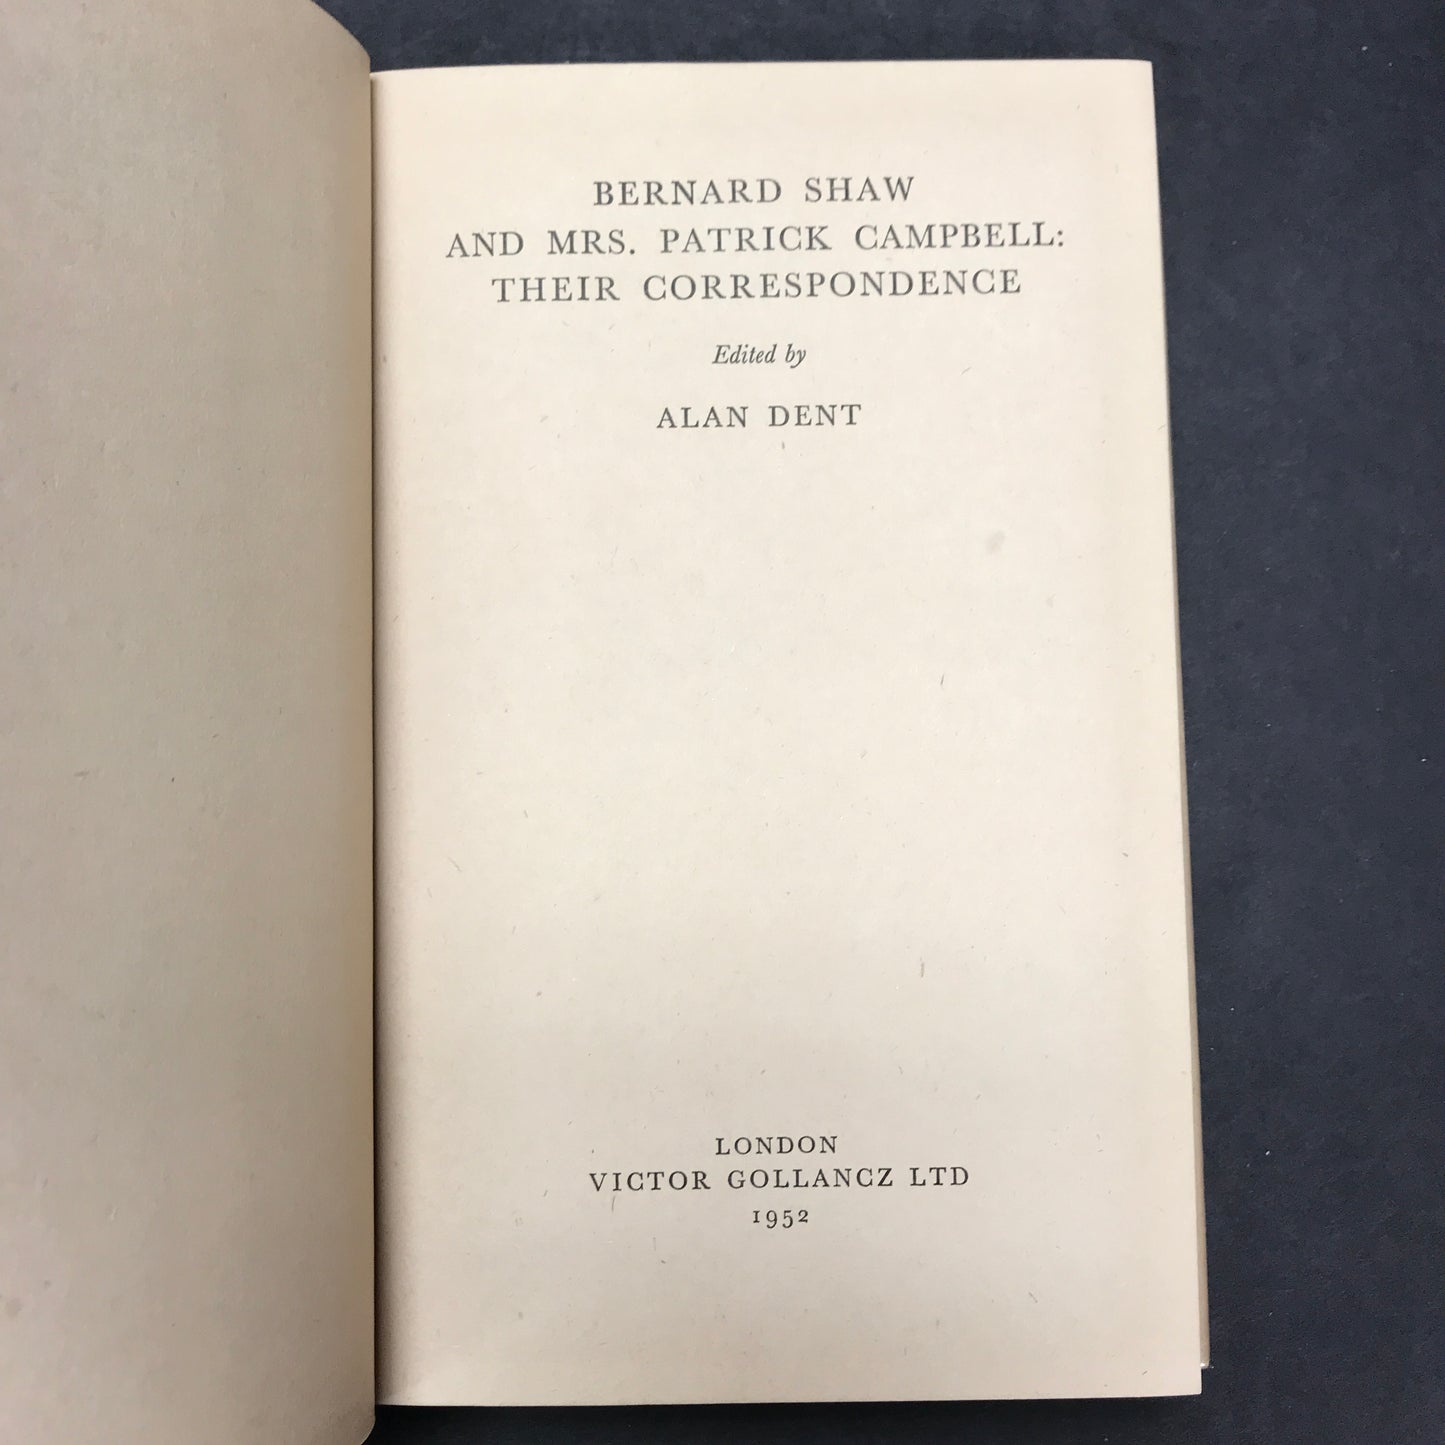 BERNARD SHAW
AND MRS. PATRICK CAMPBELL:
THEIR CORRESPONDENCE
Edited by
ALAN DENT
LONDON
VICTOR GOLLANCZ LTD
1952